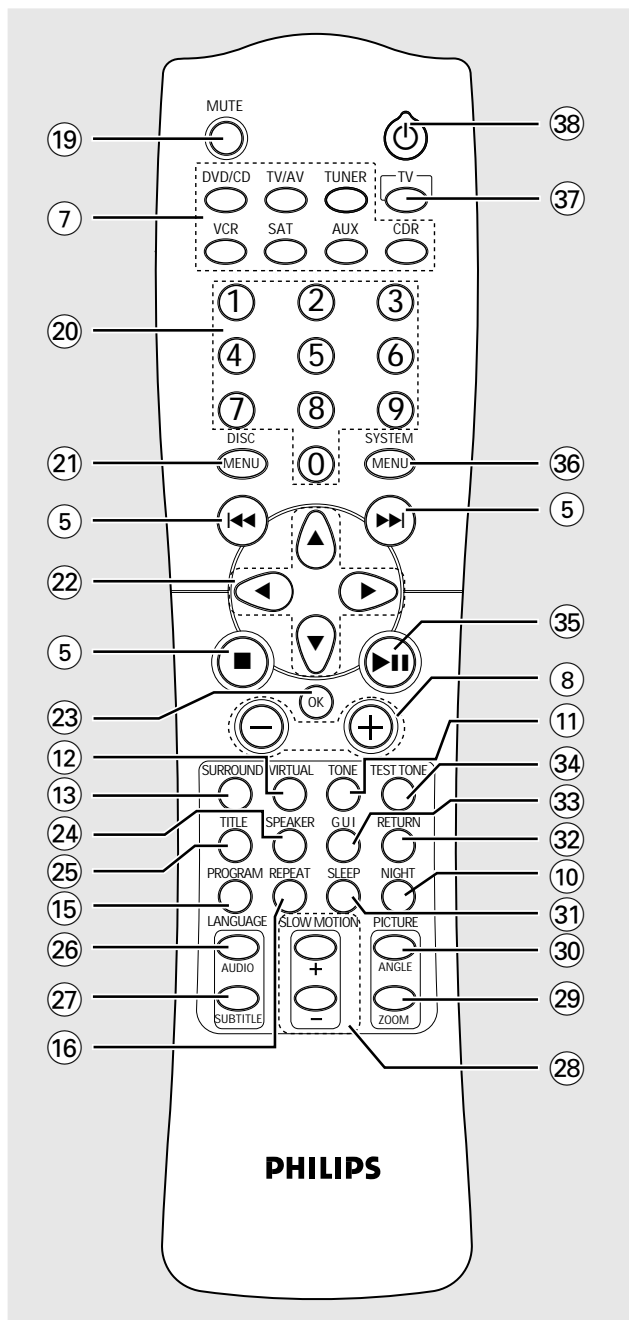 MUTE
19
38
DVD/CD TV/AV TUNER TV
7
37
VCR SAT AUX CDR
1 2 3
20
4 5 6
7 8 9
DISC SYSTEM
21 MENU 0 MENU 36
5 5
22
35
5
8
23 OK
11
12
SURROUND VIRTUAL TONE TEST TONE
13 34
24 33
TITLE SPEAKER G U I RETURN
25 32
PROGRAM REPEAT SLEEP NIGHT
15 10
31
LANGUAGE SLOW MOTION PICTURE
26 30
AUDIO + ANGLE
27 29
SUBTITLE – ZOOM
16 28
PHILIPS